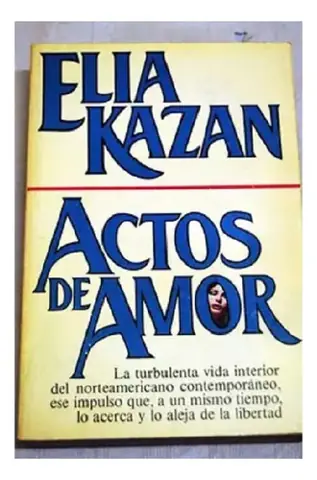 ELIA
KAZAN
ACTOS
DE AMOR
La turbulenta vida interior
del norteamericano contemporáneo,
ese impulso que, a un mismo tiempo,
lo acerca y lo aleja de la libertad